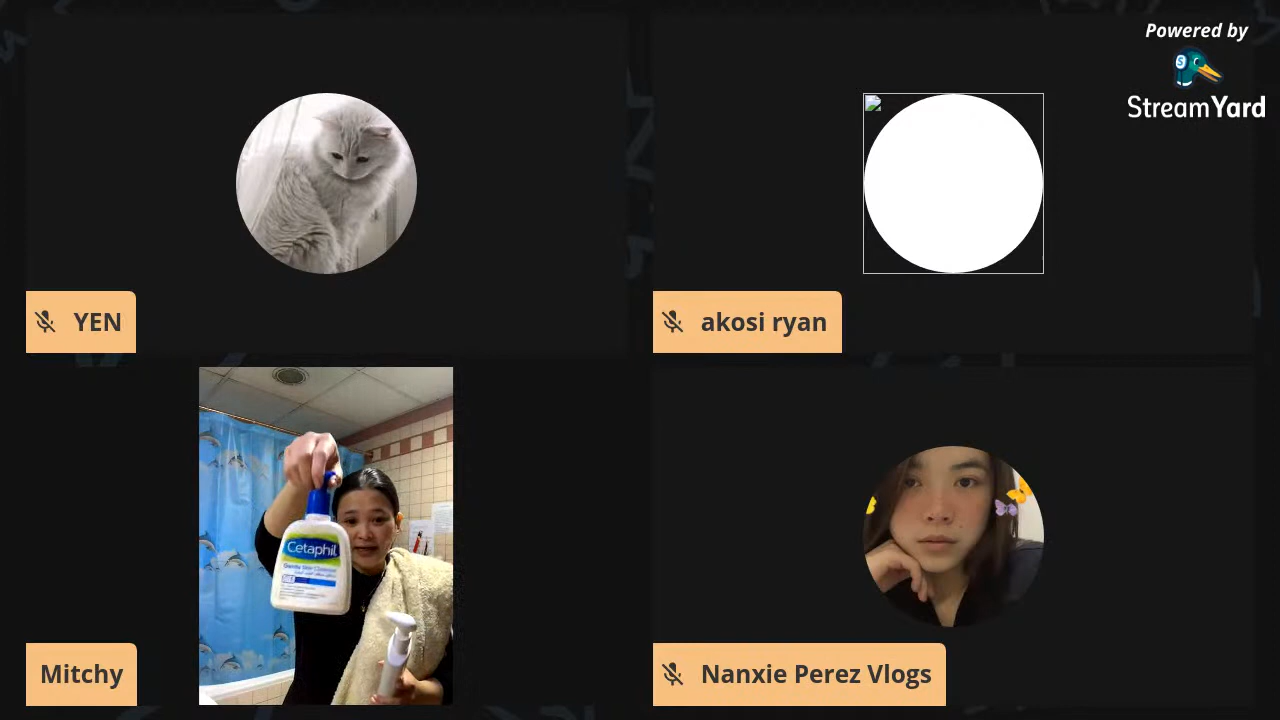 Powered by
StreamYard
YEN
akosi ryan
Cetaphil
Gentle Skin Cleanser
Mitchy
Nanxie Perez Vlogs